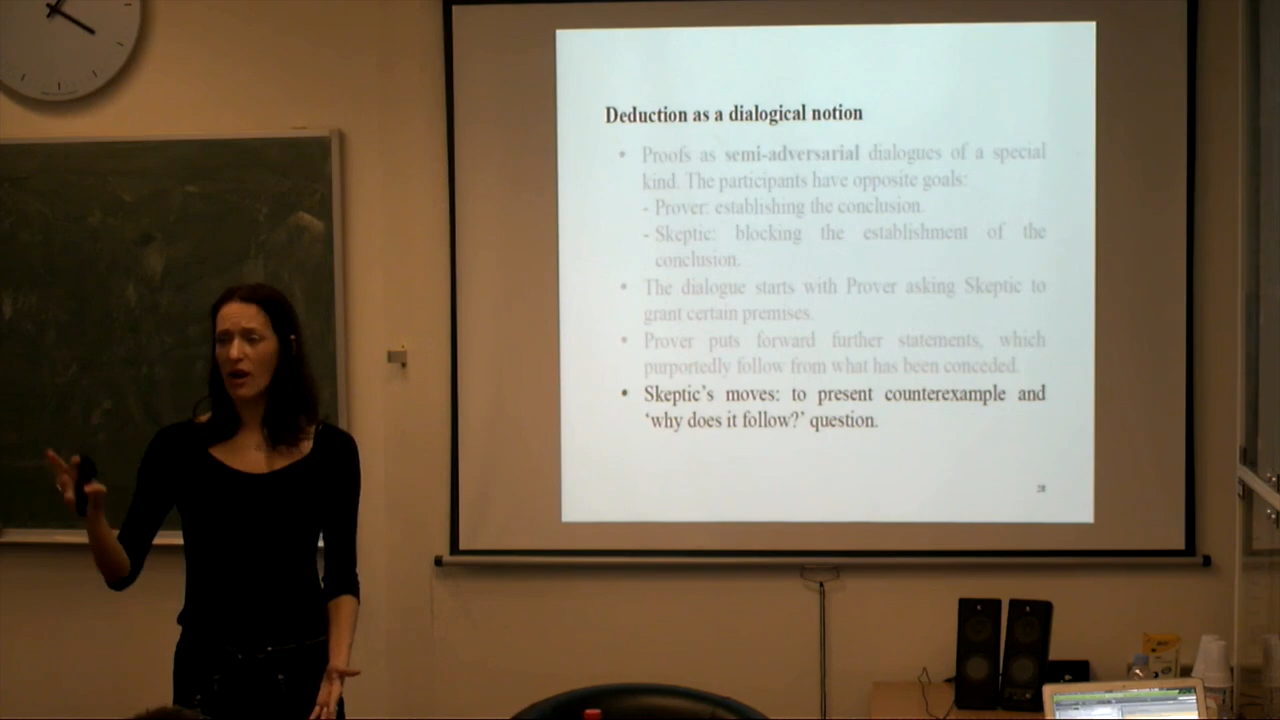 Deduction as a dialogical notion
• Proofs as semi-adversarial dialogues of a special
kind. The participants have opposite goals:
- Prover: establishing the conclusion.
- Skeptic: blocking the establishment of the
conclusion.
• The dialogue starts with Prover asking Skeptic to
grant certain premises.
• Prover puts forward further statements, which
purportedly follow from what has been conceded.
• Skeptic's moves: to present counterexample and
‘why does it follow?’ question.
28